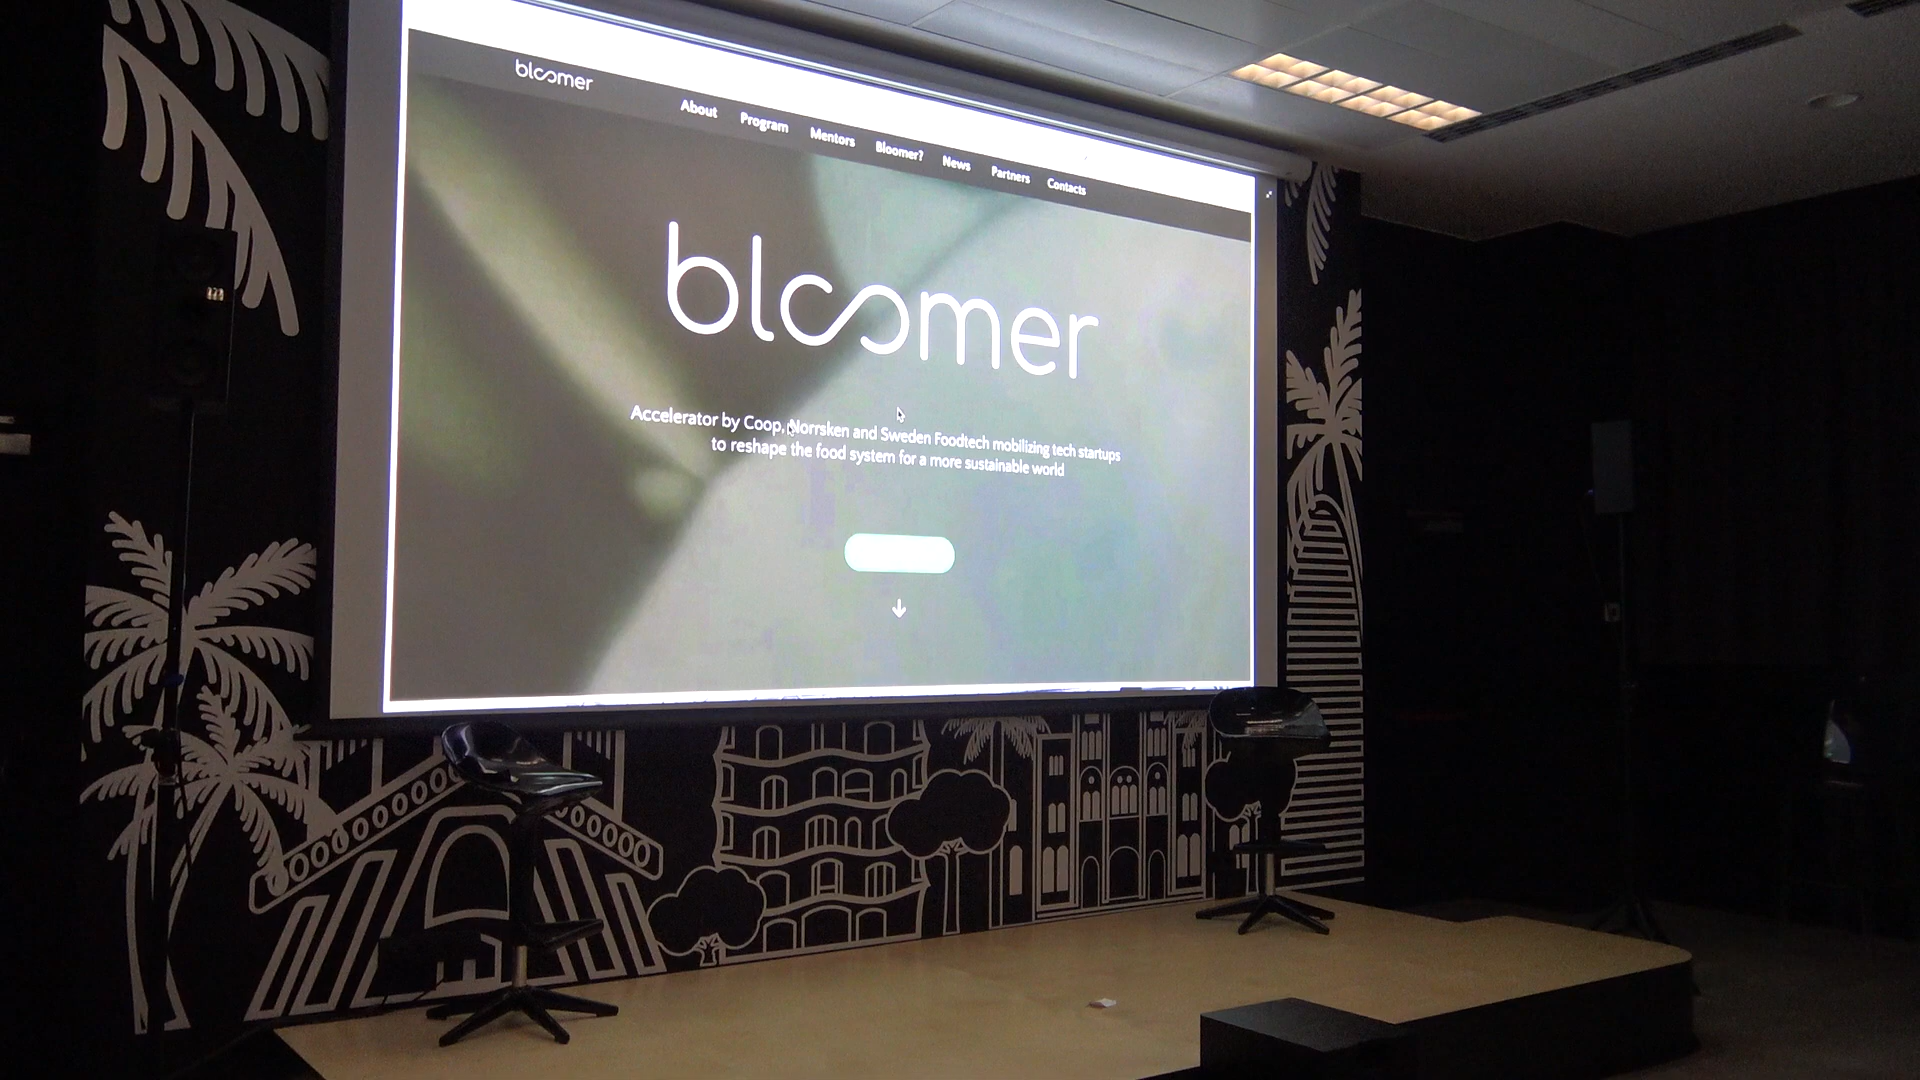 bloomer
About Program Mentors Bloomer? News Partners Contacts
bloomer
Accelerator by Coop, Norrsken and Sweden Foodtech mobilizing tech startups
to reshape the food system for a more sustainable world